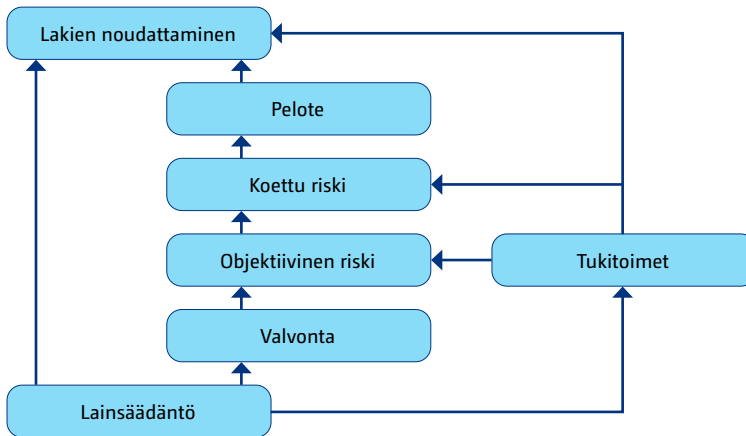 Lakien noudattaminen
Pelote
Koettu riski
Objektiivinen riski
Tukitoimet
Valvonta
Lainsäädäntö